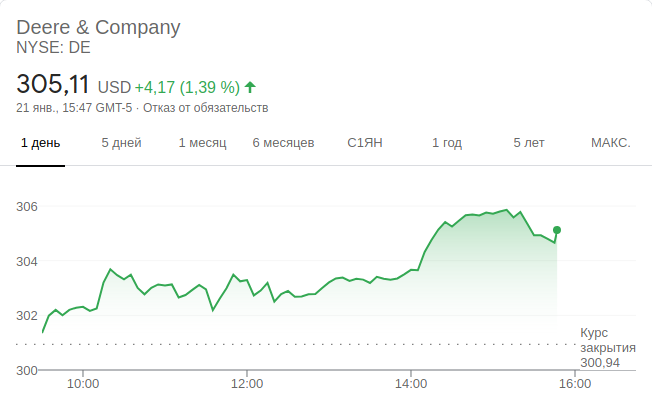 Deere & Company
NYSE: DE
305,11 USD +4,17 (1,39 %)
21 янв., 15:47 GMT-5 · Отказ от обязательств
1 день 5 дней 1 месяц 6 месяцев С1ЯН 1 год 5 лет МАКС.
306
304
302
300
Курс
закрытия
300,94
10:00 12:00 14:00 16:00